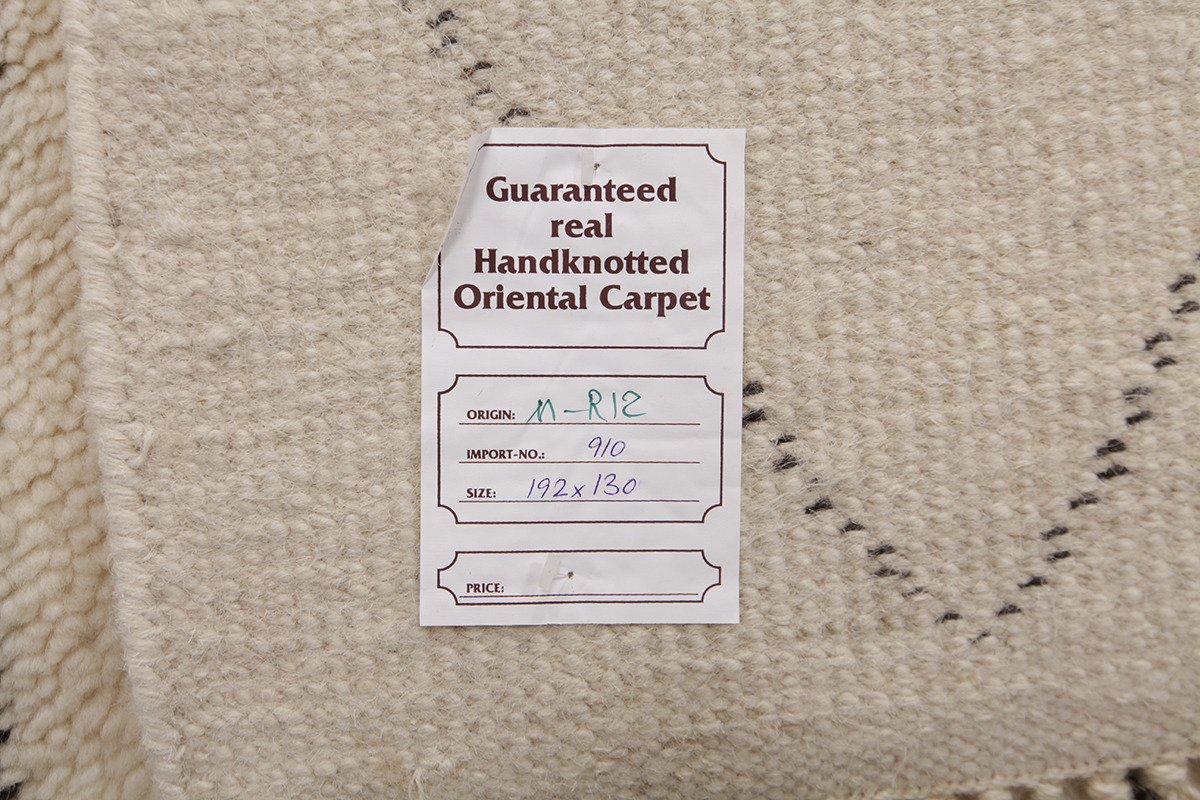 Guaranteed
real
Handknotted
Oriental Carpet
ORIGIN: M-R12
IMPORT-NO.: 910
SIZE: 192x130
PRICE: